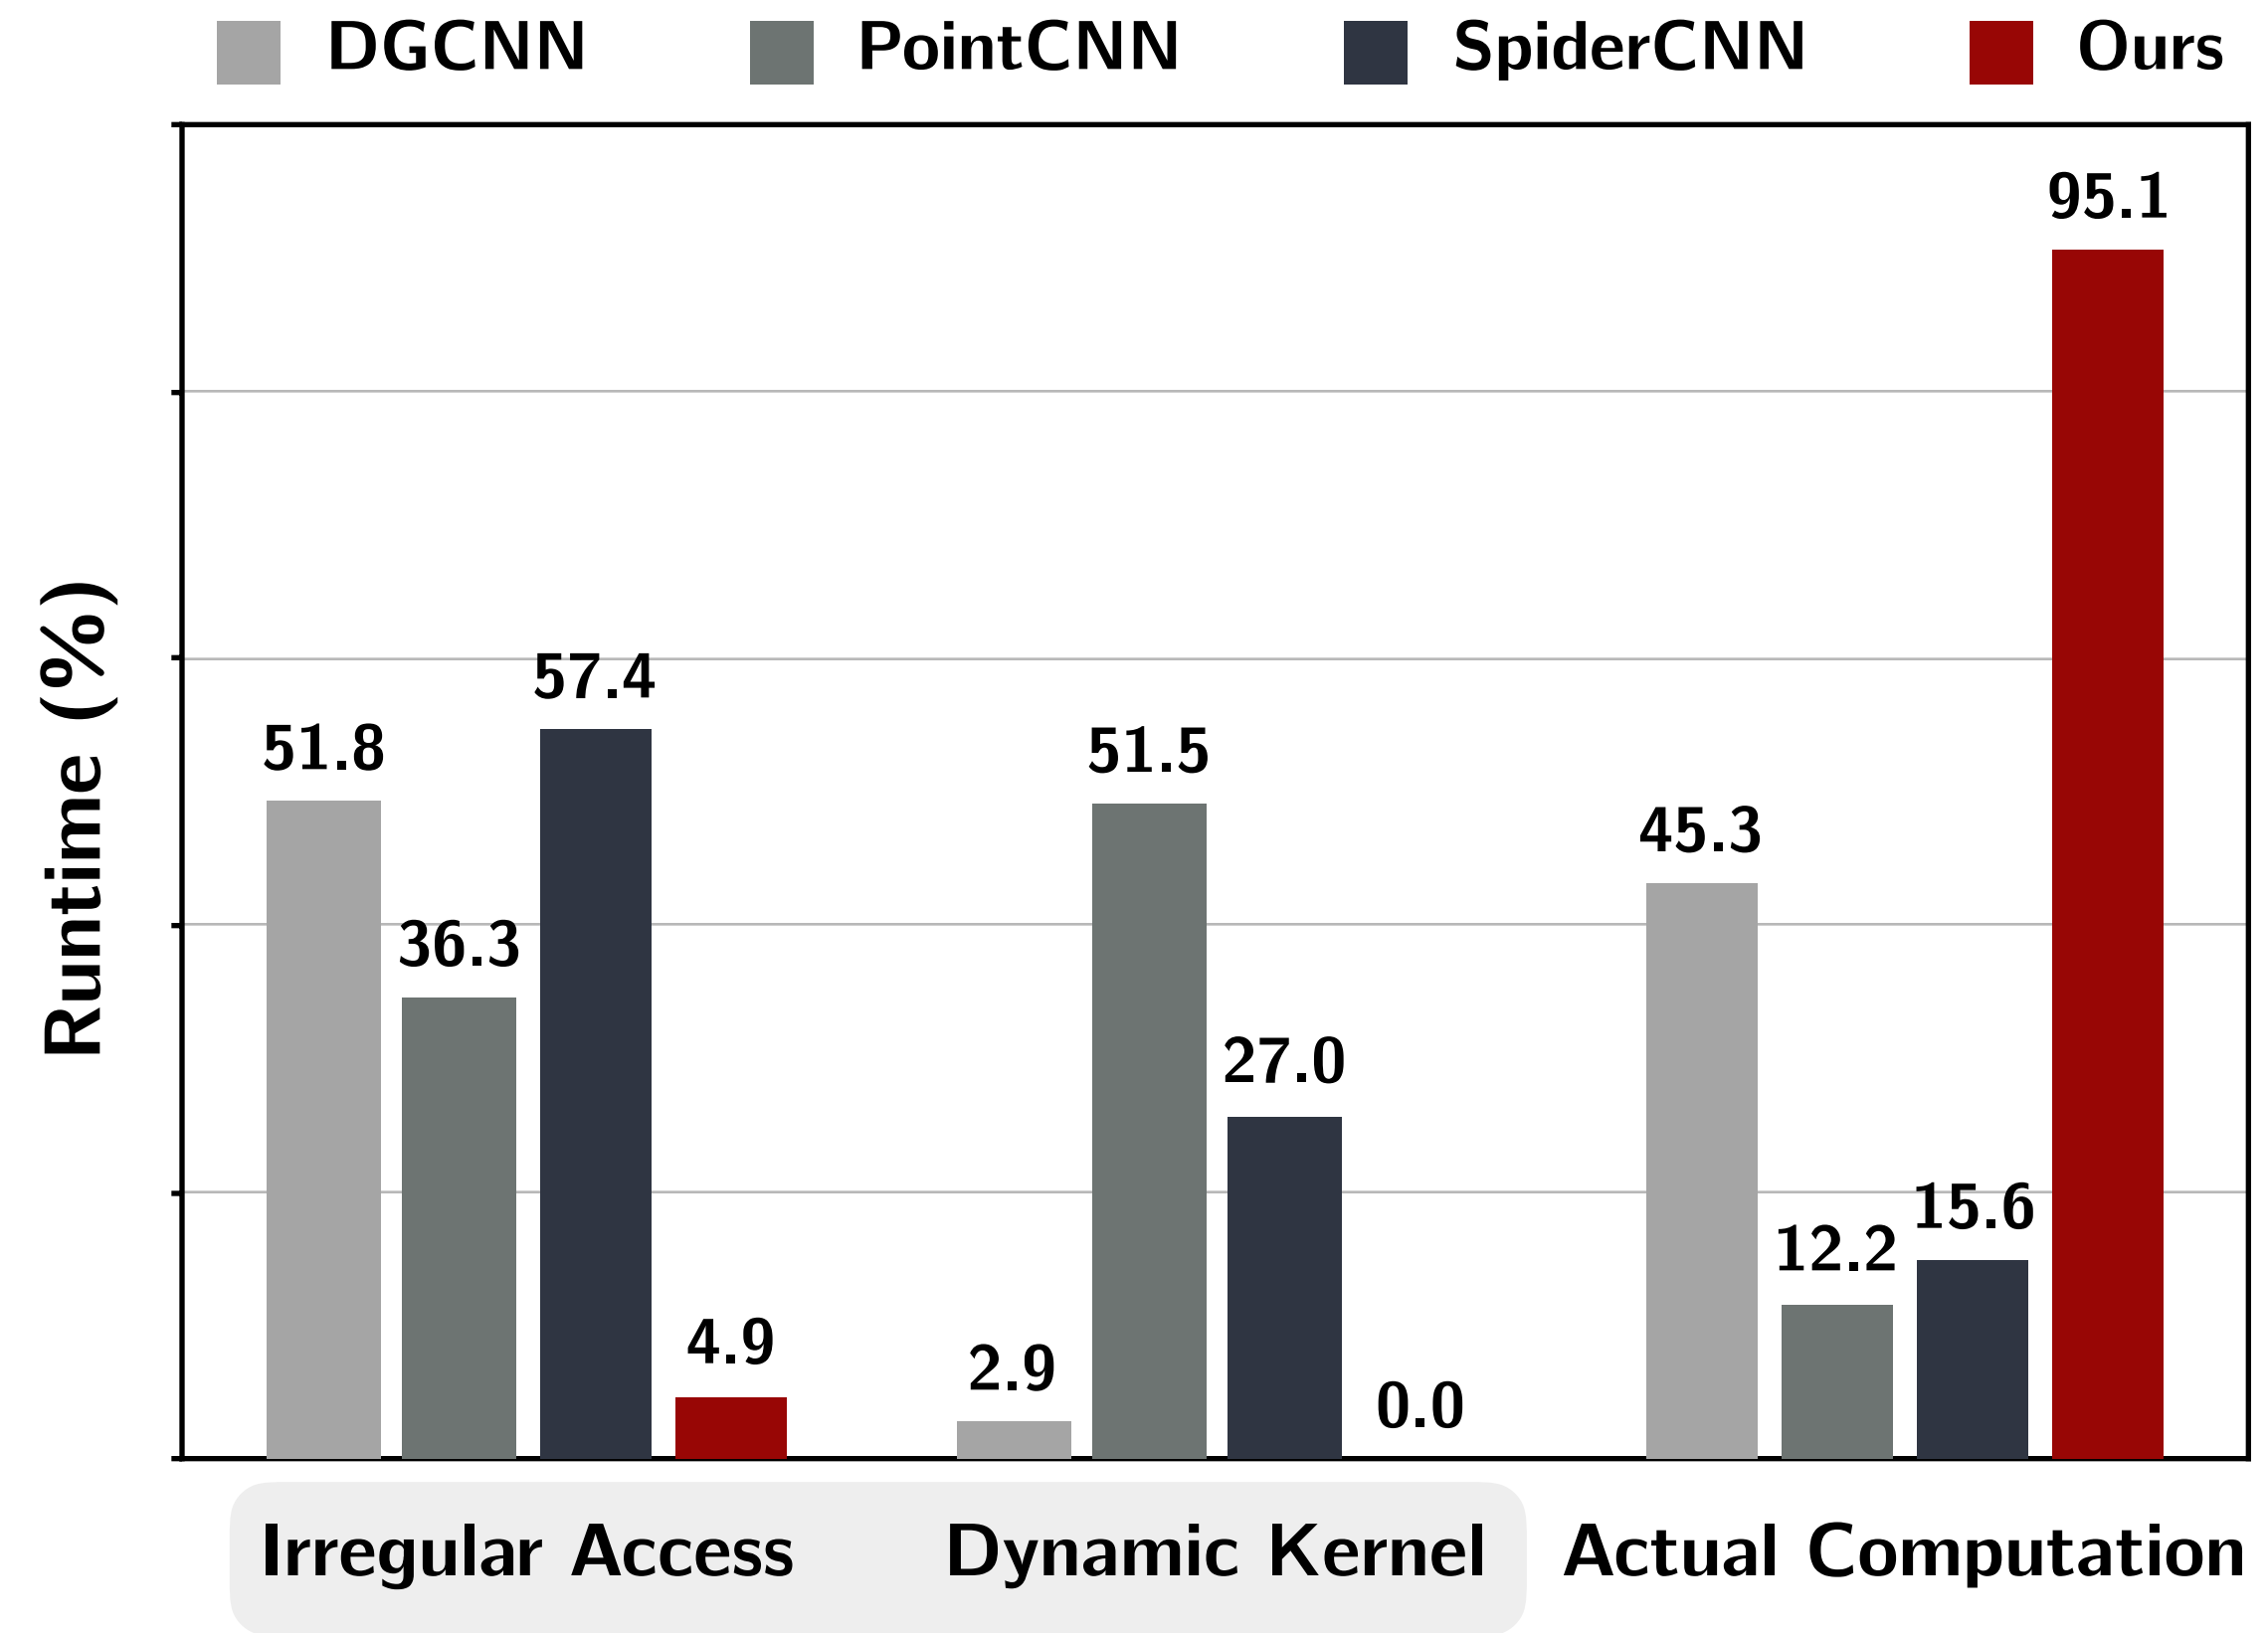 DGCNN PointCNN SpiderCNN Ours
Runtime (%)
51.8 36.3 57.4 4.9
2.9 51.5 27.0 0.0
45.3 12.2 15.6 95.1
Irregular Access Dynamic Kernel Actual Computation